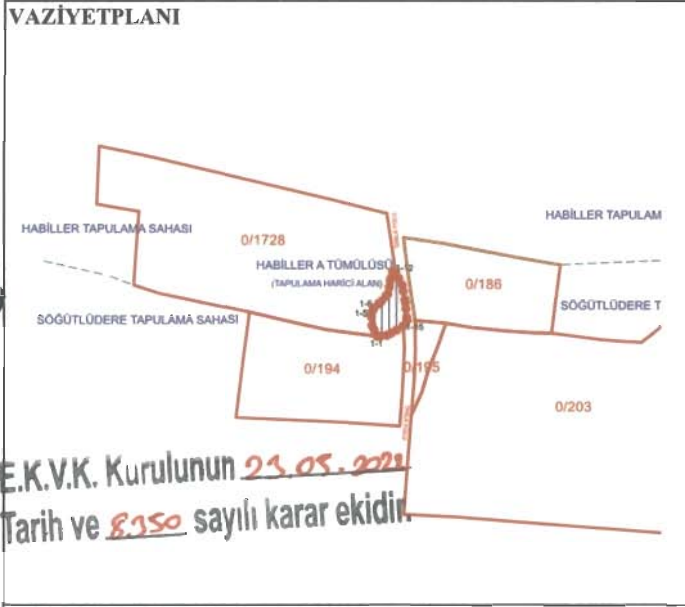 VAZİYETPLANI
HABİLLER TAPULAMA SAHASI
0/1728
HABİLLER TAPULAM
HABİLLER A TÜMÜLÜSÜ
(TAPULAMA HARİCİ ALAN)
0/186
SÖĞÜTLÜDERE TAPULAMA SAHASI
SÖĞÜTLÜDERE T
1-1
0/194
0/195
0/203
E.K.V.K. Kurulunun 23.05.
Tarih ve 8350 sayılı karar ekidir.